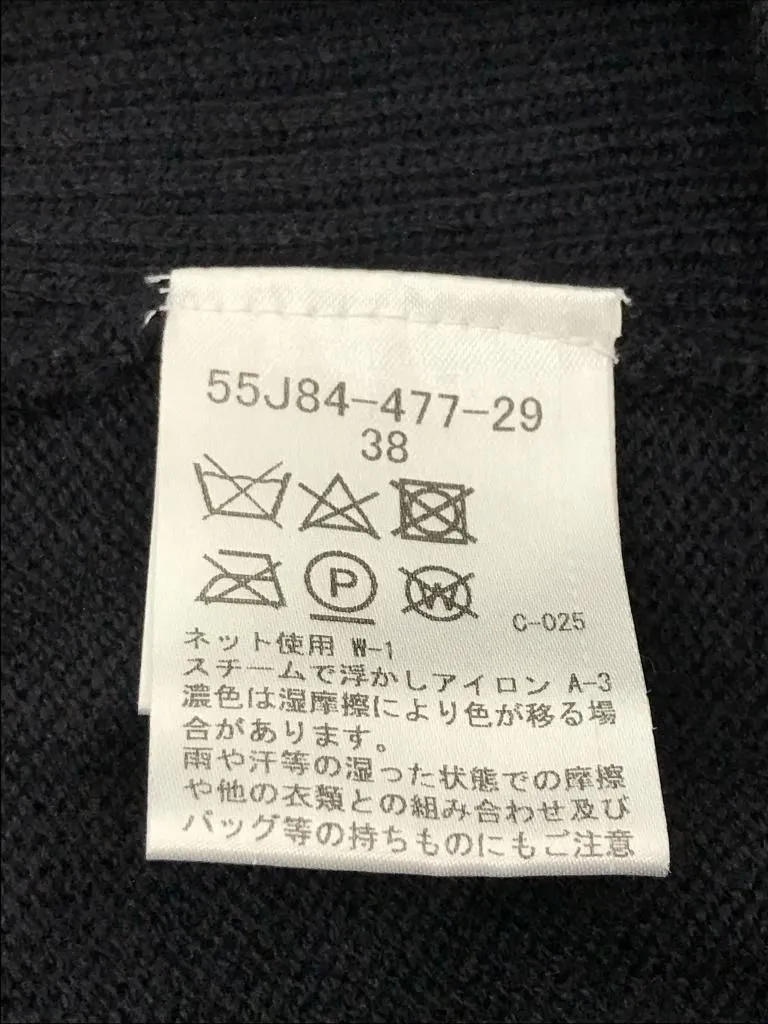 55J84-477-29
38
P
W
C-025
ネット使用 W-1
スチームで浮かしアイロン A-3
濃色は湿摩擦により色が移る場
合があります。
雨や汗等の湿った状態での摩擦
や他の衣類との組み合わせ及び
バッグ等の持ちものにもご注意